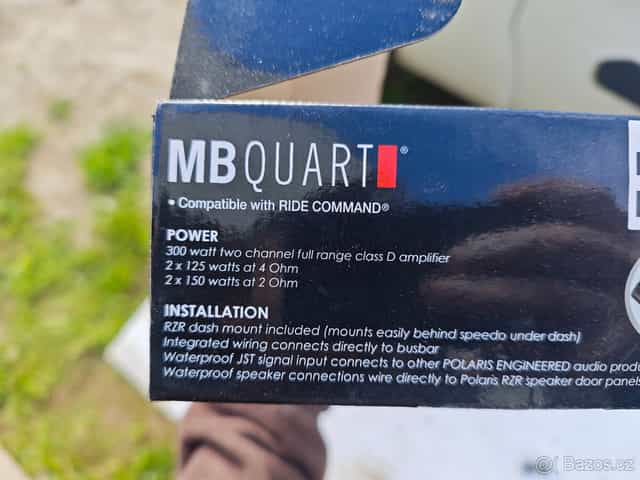 MB QUART®
• Compatible with RIDE COMMAND®
POWER
300 watt two channel full range class D amplifier
2 x 125 watts at 4 Ohm
2 x 150 watts at 2 Ohm
INSTALLATION
RZR dash mount included (mounts easily behind speedo under dash)
Integrated wiring connects directly to busbar
Waterproof JST signal input connects to other POLARIS ENGINEERED audio produ
Waterproof speaker connections wire directly to Polaris RZR speaker door panels
© Bazos.cz